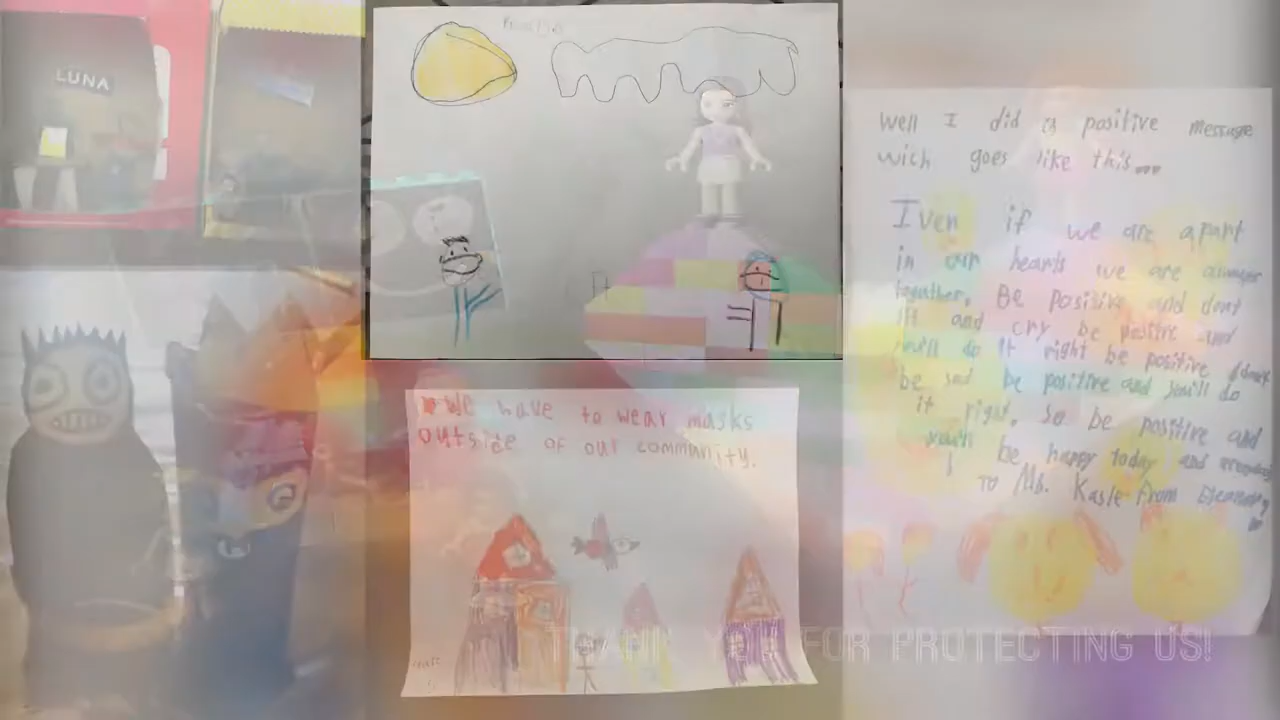 LUNA
Well I did a positive message
wich goes like this...
Iven if we are apart
in our hearts we are always
together. Be positive and dont
and cry be positive and
you'll do it right be positive dont
be sad be positive and you'll do
it right, so be positive and
you'll be happy today and everyday
To Ms. Kasle From Eleanor
We have to wear masks
outside of our community.
THANK YOU FOR PROTECTING US!